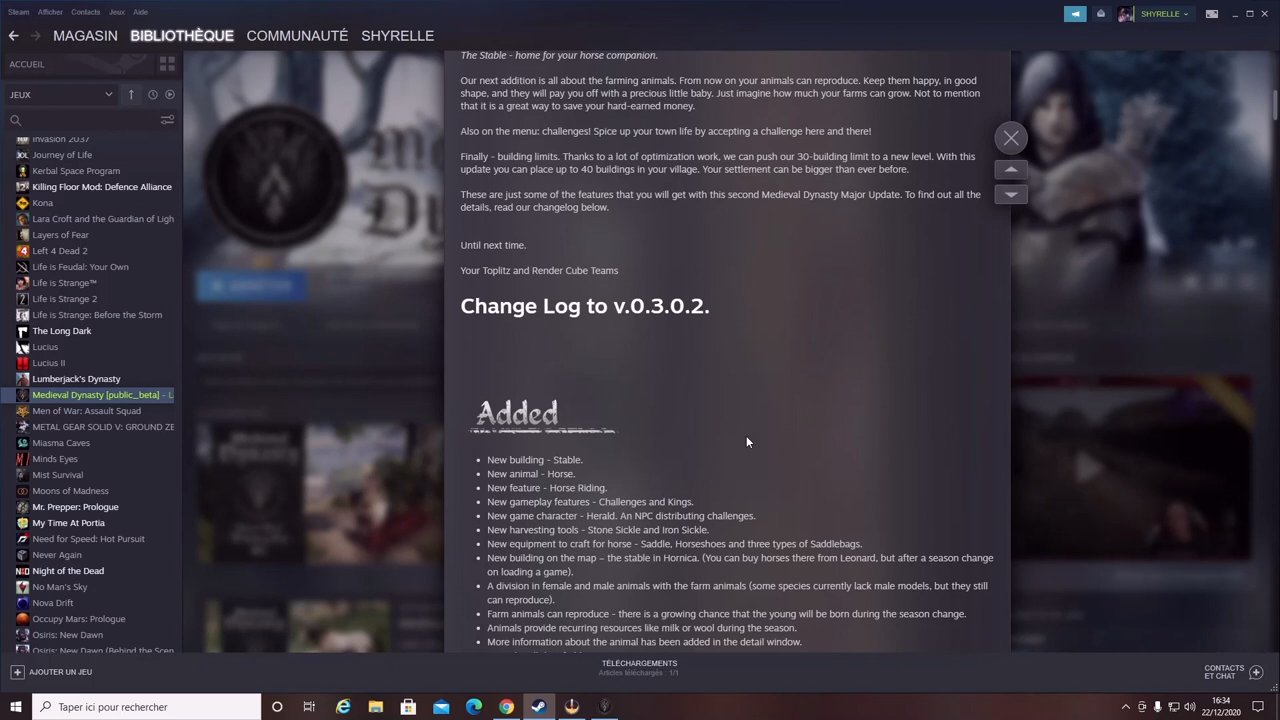 Steam Afficher Contacts Jeux Aide
SHYRELLE
MAGASIN BIBLIOTHÈQUE COMMUNAUTÉ SHYRELLE
ACCUEIL
JEUX
Invasion 2037
Journey of Life
Kerbal Space Program
Killing Floor Mod: Defence Alliance
Kona
Lara Croft and the Guardian of Ligh
Layers of Fear
Left 4 Dead 2
Life is Feudal: Your Own
Life is Strange™
Life is Strange 2
Life is Strange: Before the Storm
The Long Dark
Lucius
Lucius II
Lumberjack's Dynasty
Medieval Dynasty [public_beta] - L
Men of War: Assault Squad
METAL GEAR SOLID V: GROUND ZE
Miasma Caves
Minds Eyes
Mist Survival
Moons of Madness
Mr. Prepper: Prologue
My Time At Portia
Need for Speed: Hot Pursuit
Never Again
Night of the Dead
No Man's Sky
Nova Drift
Occupy Mars: Prologue
Osiris: New Dawn
Osiris: New Dawn (Behind the Scen
The Stable - home for your horse companion.
Our next addition is all about the farming animals. From now on your animals can reproduce. Keep them happy, in good
shape, and they will pay you off with a precious little baby. Just imagine how much your farms can grow. Not to mention
that it is a great way to save your hard-earned money.
Also on the menu: challenges! Spice up your town life by accepting a challenge here and there!
Finally - building limits. Thanks to a lot of optimization work, we can push our 30-building limit to a new level. With this
update you can place up to 40 buildings in your village. Your settlement can be bigger than ever before.
These are just some of the features that you will get with this second Medieval Dynasty Major Update. To find out all the
details, read our changelog below.
Until next time.
Your Toplitz and Render Cube Teams
Change Log to v.0.3.0.2.
Added
• New building - Stable.
• New animal - Horse.
• New feature - Horse Riding.
• New gameplay features - Challenges and Kings.
• New game character - Herald. An NPC distributing challenges.
• New harvesting tools - Stone Sickle and Iron Sickle.
• New equipment to craft for horse - Saddle, Horseshoes and three types of Saddlebags.
• New building on the map – the stable in Hornica. (You can buy horses there from Leonard, but after a season change
on loading a game).
• A division in female and male animals with the farm animals (some species currently lack male models, but they still
can reproduce).
• Farm animals can reproduce - there is a growing chance that the young will be born during the season change.
• Animals provide recurring resources like milk or wool during the season.
• More information about the animal has been added in the detail window.
AJOUTER UN JEU
TÉLÉCHARGEMENTS
Articles téléchargés : 1/1
CONTACTS
ET CHAT
Taper ici pour rechercher
16:34
22/12/2020